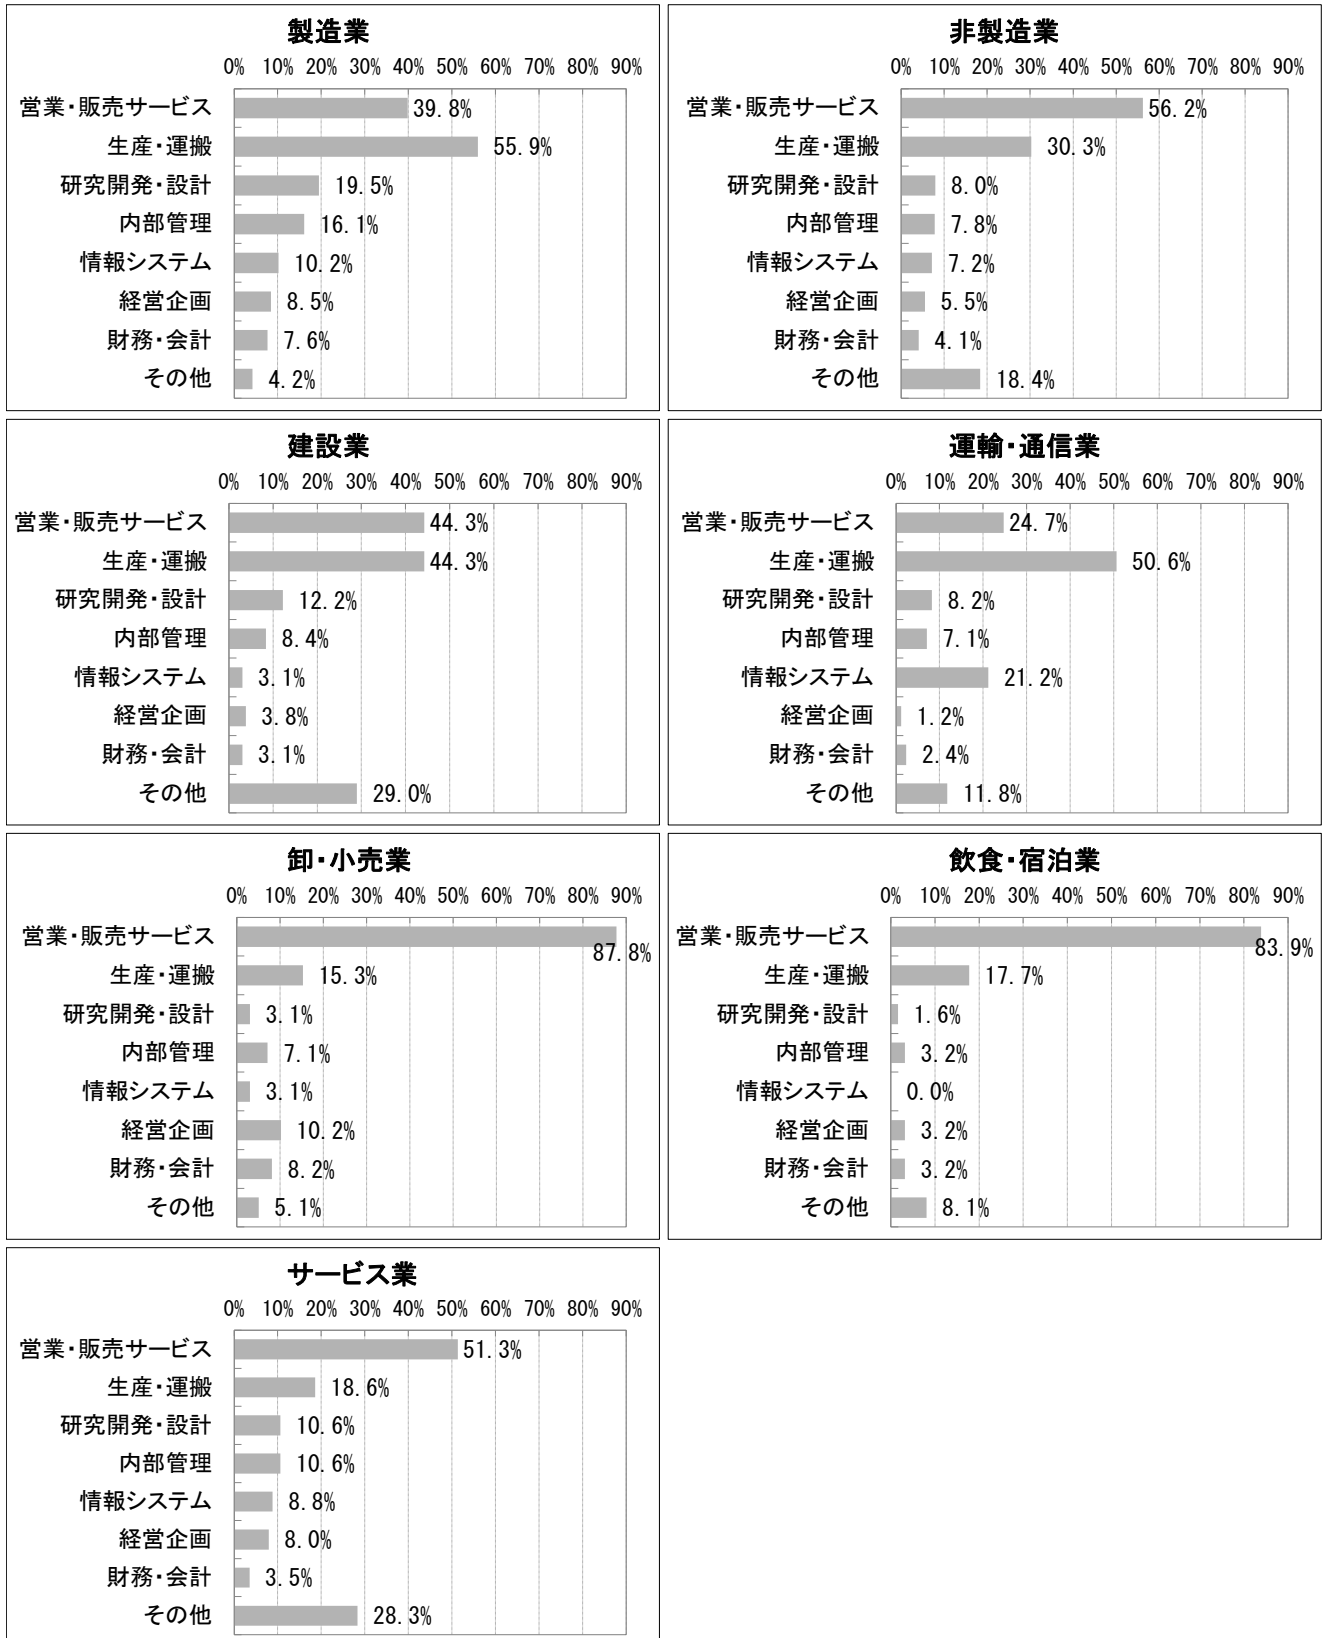 製造業
0% 10% 20% 30% 40% 50% 60% 70% 80% 90%
営業・販売サービス 39.8%
生産・運搬 55.9%
研究開発・設計 19.5%
内部管理 16.1%
情報システム 10.2%
経営企画 8.5%
財務・会計 7.6%
その他 4.2%
非製造業
0% 10% 20% 30% 40% 50% 60% 70% 80% 90%
営業・販売サービス 56.2%
生産・運搬 30.3%
研究開発・設計 8.0%
内部管理 7.8%
情報システム 7.2%
経営企画 5.5%
財務・会計 4.1%
その他 18.4%
建設業
0% 10% 20% 30% 40% 50% 60% 70% 80% 90%
営業・販売サービス 44.3%
生産・運搬 44.3%
研究開発・設計 12.2%
内部管理 8.4%
情報システム 3.1%
経営企画 3.8%
財務・会計 3.1%
その他 29.0%
運輸・通信業
0% 10% 20% 30% 40% 50% 60% 70% 80% 90%
営業・販売サービス 24.7%
生産・運搬 50.6%
研究開発・設計 8.2%
内部管理 7.1%
情報システム 21.2%
経営企画 1.2%
財務・会計 2.4%
その他 11.8%
卸・小売業
0% 10% 20% 30% 40% 50% 60% 70% 80% 90%
営業・販売サービス 87.8%
生産・運搬 15.3%
研究開発・設計 3.1%
内部管理 7.1%
情報システム 3.1%
経営企画 10.2%
財務・会計 8.2%
その他 5.1%
飲食・宿泊業
0% 10% 20% 30% 40% 50% 60% 70% 80% 90%
営業・販売サービス 83.9%
生産・運搬 17.7%
研究開発・設計 1.6%
内部管理 3.2%
情報システム 0.0%
経営企画 3.2%
財務・会計 3.2%
その他 8.1%
サービス業
0% 10% 20% 30% 40% 50% 60% 70% 80% 90%
営業・販売サービス 51.3%
生産・運搬 18.6%
研究開発・設計 10.6%
内部管理 10.6%
情報システム 8.8%
経営企画 8.0%
財務・会計 3.5%
その他 28.3%